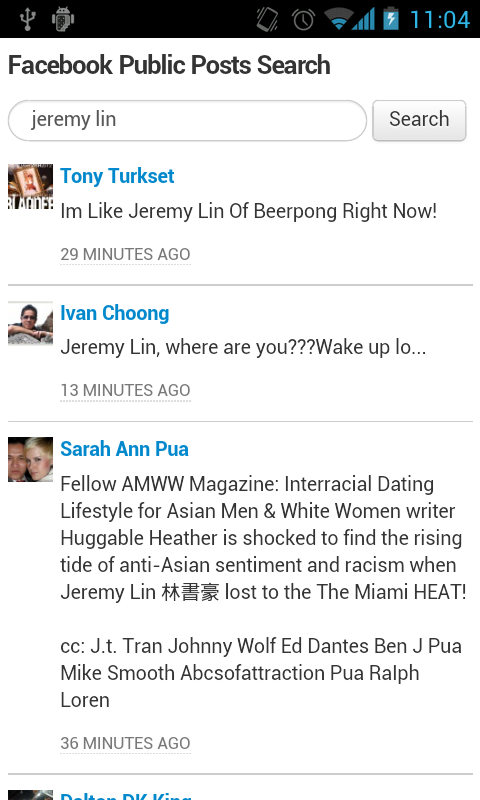 11:04
Facebook Public Posts Search
jeremy lin
Search
Tony Turkset
Im Like Jeremy Lin Of Beerpong Right Now!
29 MINUTES AGO
Ivan Choong
Jeremy Lin, where are you???Wake up lo...
13 MINUTES AGO
Sarah Ann Pua
Fellow AMWW Magazine: Interracial Dating
Lifestyle for Asian Men & White Women writer
Huggable Heather is shocked to find the rising
tide of anti-Asian sentiment and racism when
Jeremy Lin 林書豪 lost to the The Miami HEAT!
cc: J.t. Tran Johnny Wolf Ed Dantes Ben J Pua
Mike Smooth Abcsofattraction Pua Ralph
Loren
36 MINUTES AGO
Dalton DK King